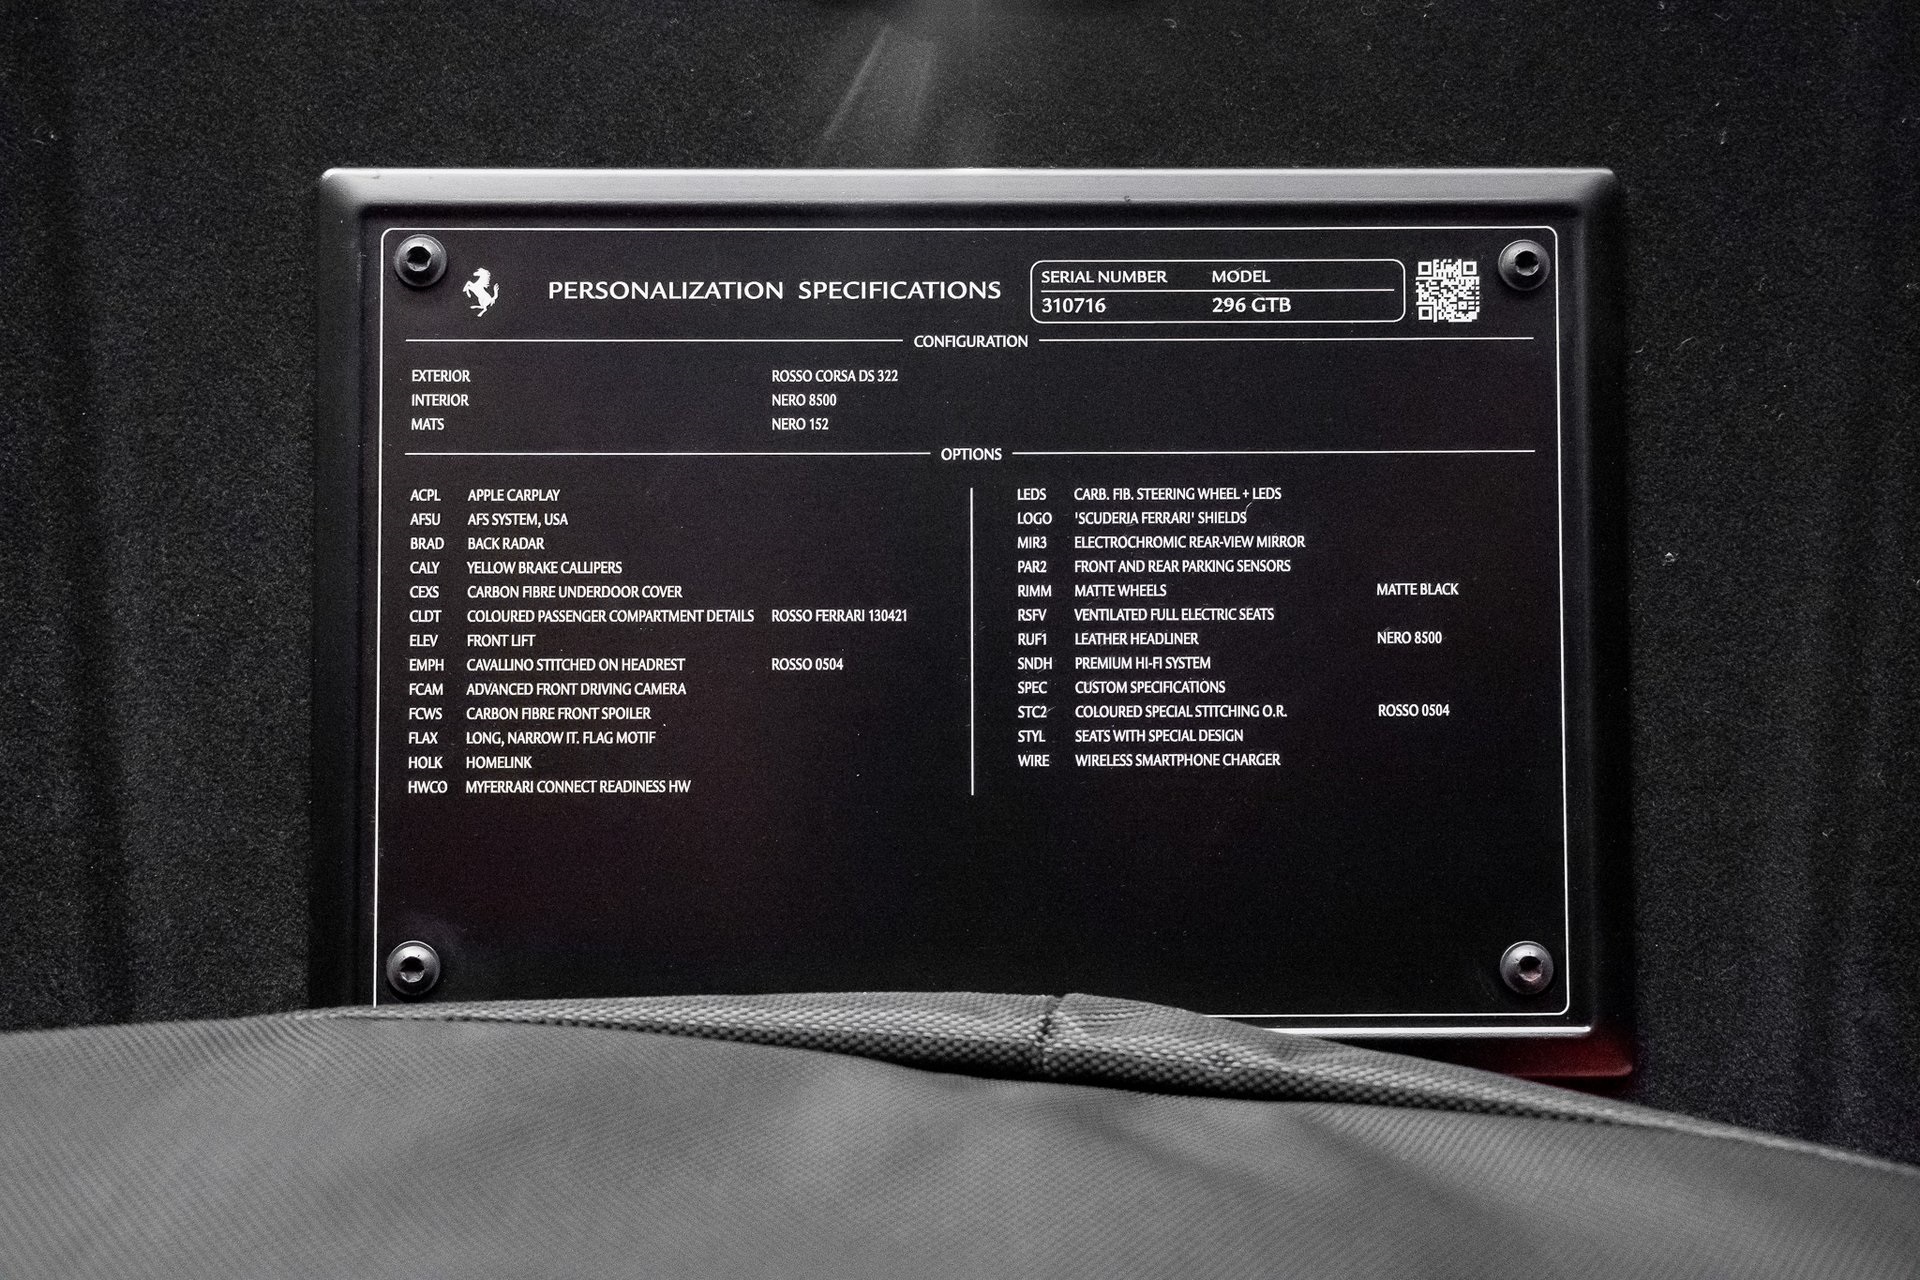 PERSONALIZATION SPECIFICATIONS
SERIAL NUMBER MODEL
310716 296 GTB
CONFIGURATION
EXTERIOR ROSSO CORSA DS 322
INTERIOR NERO 8500
MATS NERO 152
OPTIONS
ACPL APPLE CARPLAY
AFSU AFS SYSTEM, USA
BRAD BACK RADAR
CALY YELLOW BRAKE CALLIPERS
CEXS CARBON FIBRE UNDERDOOR COVER
CLDT COLOURED PASSENGER COMPARTMENT DETAILS ROSSO FERRARI 130421
ELEV FRONT LIFT
EMPH CAVALLINO STITCHED ON HEADREST ROSSO 0504
FCAM ADVANCED FRONT DRIVING CAMERA
FCWS CARBON FIBRE FRONT SPOILER
FLAX LONG, NARROW IT. FLAG MOTIF
HOLK HOMELINK
HWCO MYFERRARI CONNECT READINESS HW
LEDS CARB. FIB. STEERING WHEEL + LEDS
LOGO 'SCUDERIA FERRARI' SHIELDS
MIR3 ELECTROCHROMIC REAR-VIEW MIRROR
PAR2 FRONT AND REAR PARKING SENSORS
RIMM MATTE WHEELS MATTE BLACK
RSFV VENTILATED FULL ELECTRIC SEATS
RUF1 LEATHER HEADLINER NERO 8500
SNDH PREMIUM HI-FI SYSTEM
SPEC CUSTOM SPECIFICATIONS
STC2 COLOURED SPECIAL STITCHING O.R. ROSSO 0504
STYL SEATS WITH SPECIAL DESIGN
WIRE WIRELESS SMARTPHONE CHARGER